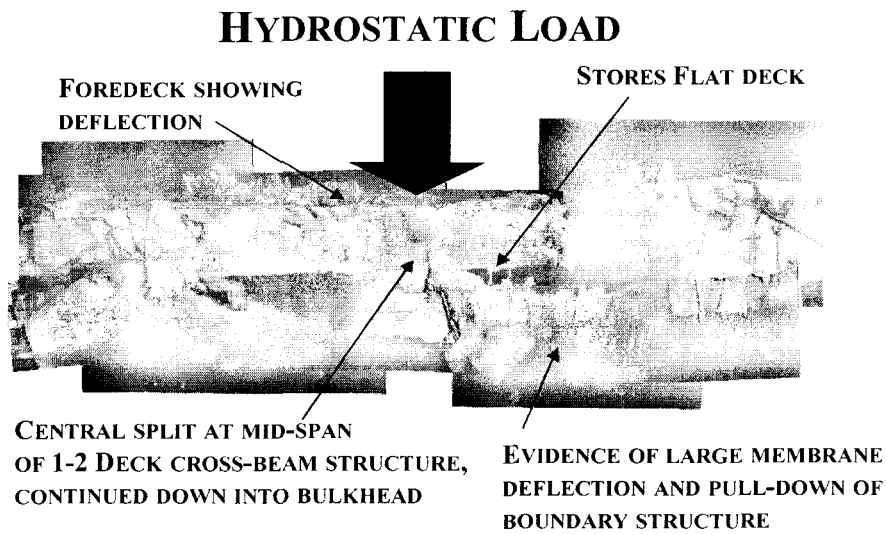 HYDROSTATIC LOAD
FOREDECK SHOWING
DEFLECTION
STORES FLAT DECK
CENTRAL SPLIT AT MID-SPAN
OF 1-2 DECK CROSS-BEAM STRUCTURE,
CONTINUED DOWN INTO BULKHEAD
EVIDENCE OF LARGE MEMBRANE
DEFLECTION AND PULL-DOWN OF
BOUNDARY STRUCTURE